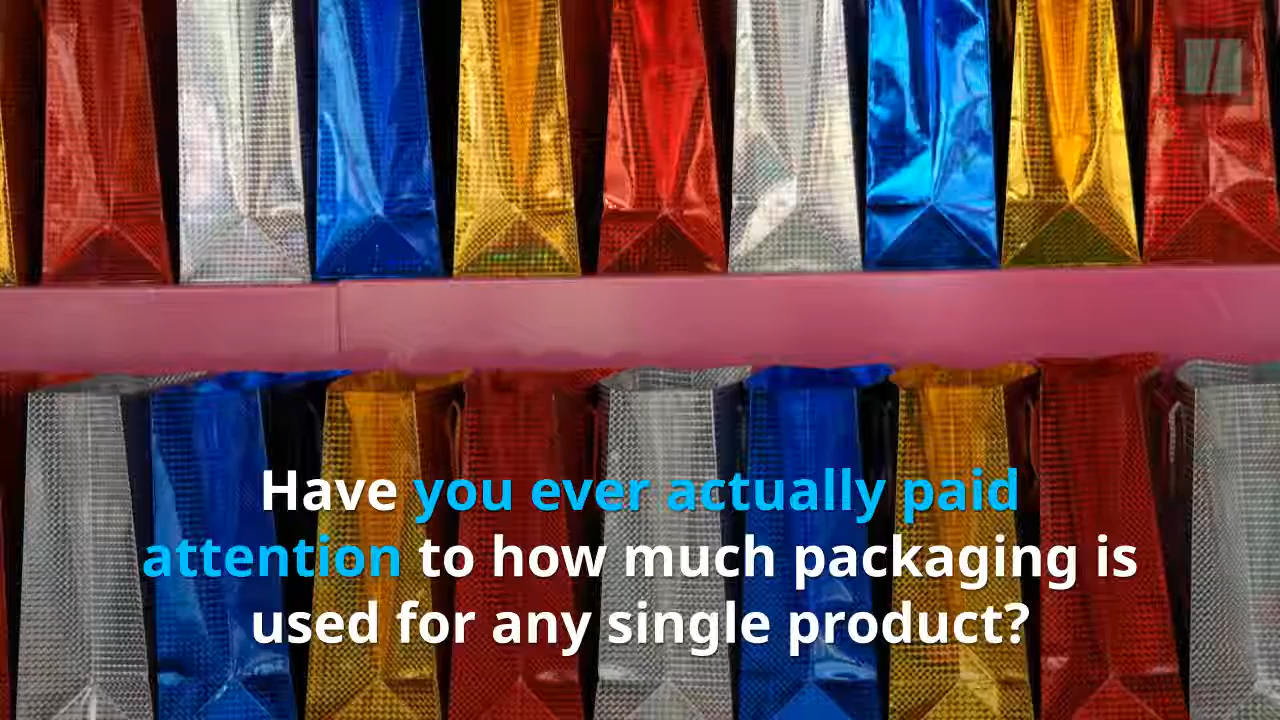 Have you ever actually paid
attention to how much packaging is
used for any single product?